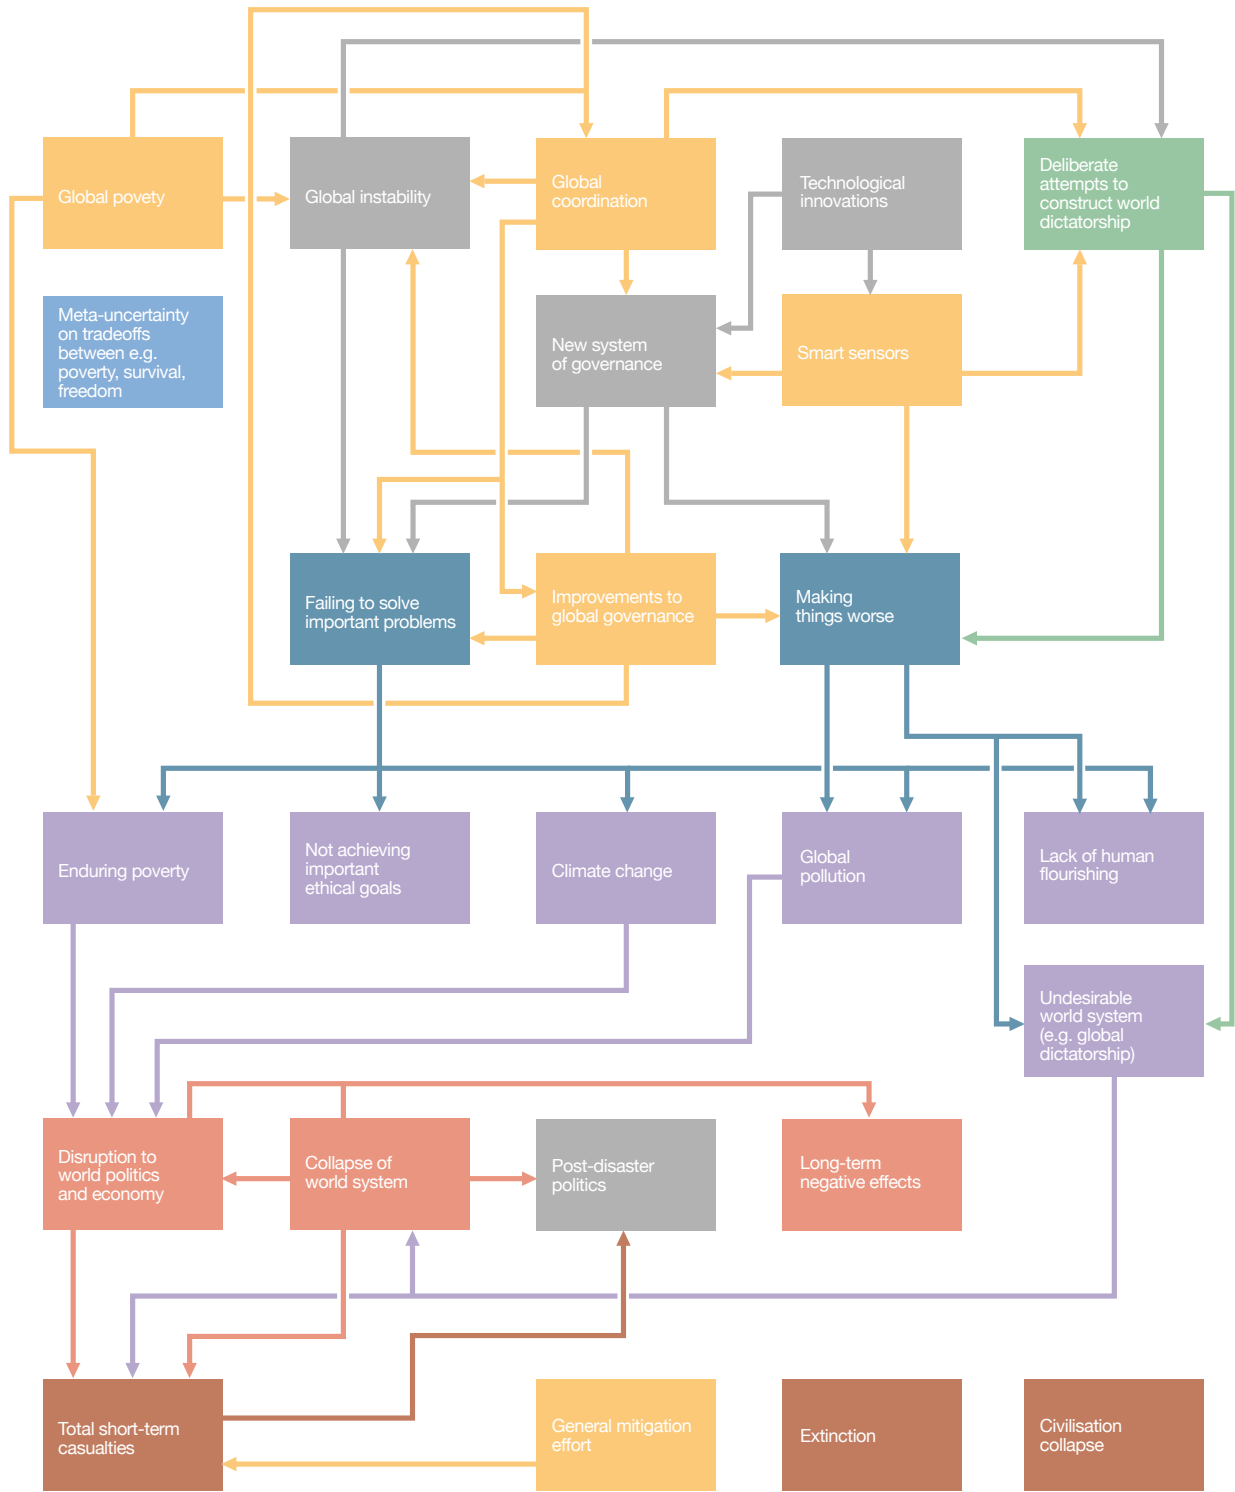 Global povety
Global instability
Global
coordination
Technological
innovations
Deliberate
attempts to
construct world
dictatorship
Meta-uncertainty
on tradeoffs
between e.g.
poverty, survival,
freedom
New system
of governance
Smart sensors
Failing to solve
important problems
Improvements to
global governance
Making
things worse
Enduring poverty
Not achieving
important
ethical goals
Climate change
Global
pollution
Lack of human
flourishing
Undesirable
world system
(e.g. global
dictatorship)
Disruption to
world politics
and economy
Collapse of
world system
Post-disaster
politics
Long-term
negative effects
Total short-term
casualties
General mitigation
effort
Extinction
Civilisation
collapse